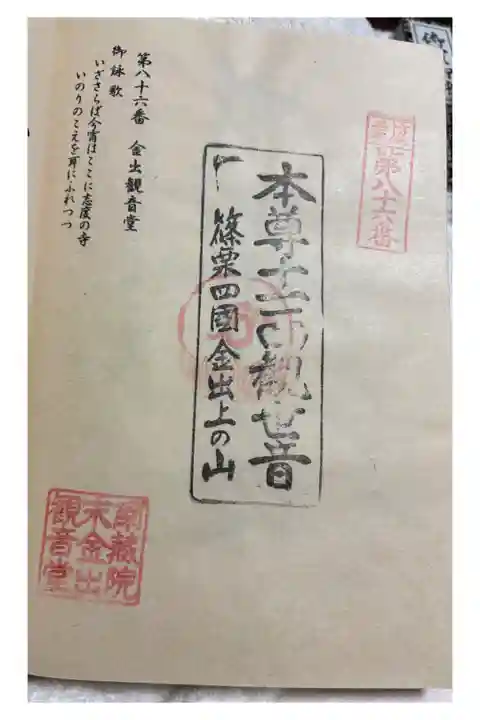 第八十六番
本尊十一面観世音
篠栗四國金出上の山
第八十六番 金出観音堂
御詠歌
いざさらば今宵はここに志度の寺
いのりのこえを耳にふれつつ
蔵院
末金出
観音堂